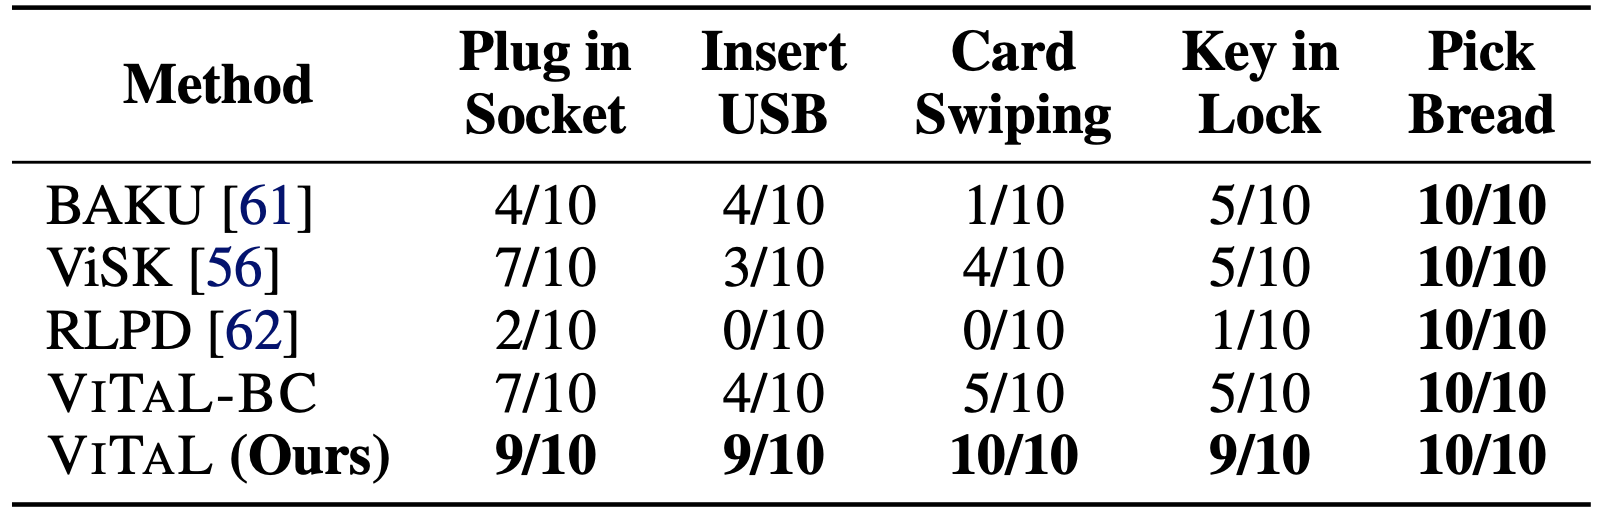 Method Plug in Socket Insert USB Card Swiping Key in Lock Pick Bread
BAKU [61] 4/10 4/10 1/10 5/10 10/10
ViSK [56] 7/10 3/10 4/10 5/10 10/10
RLPD [62] 2/10 0/10 0/10 1/10 10/10
VITAL-BC 7/10 4/10 5/10 5/10 10/10
VITAL (Ours) 9/10 9/10 10/10 9/10 10/10